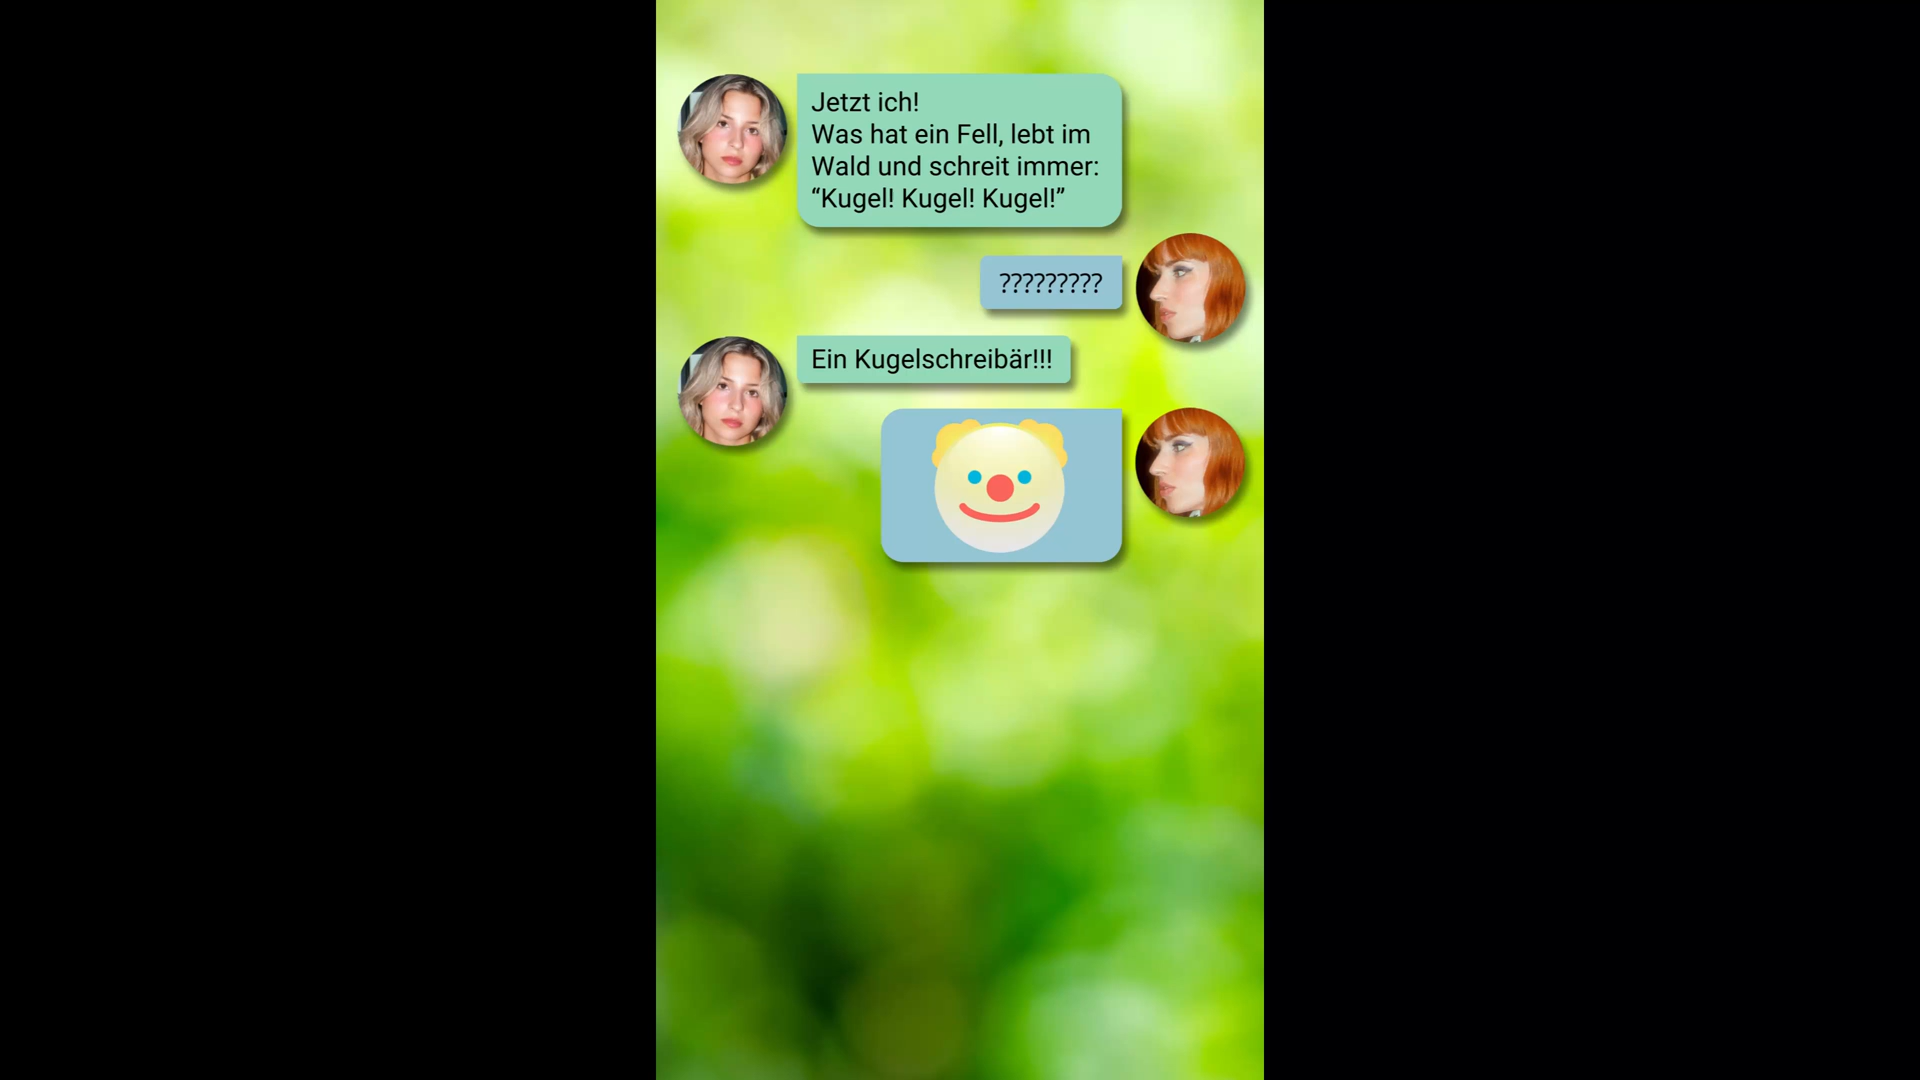 Jetzt ich!
Was hat ein Fell, lebt im
Wald und schreit immer:
“Kugel! Kugel! Kugel!”
?????????
Ein Kugelschreibär!!!